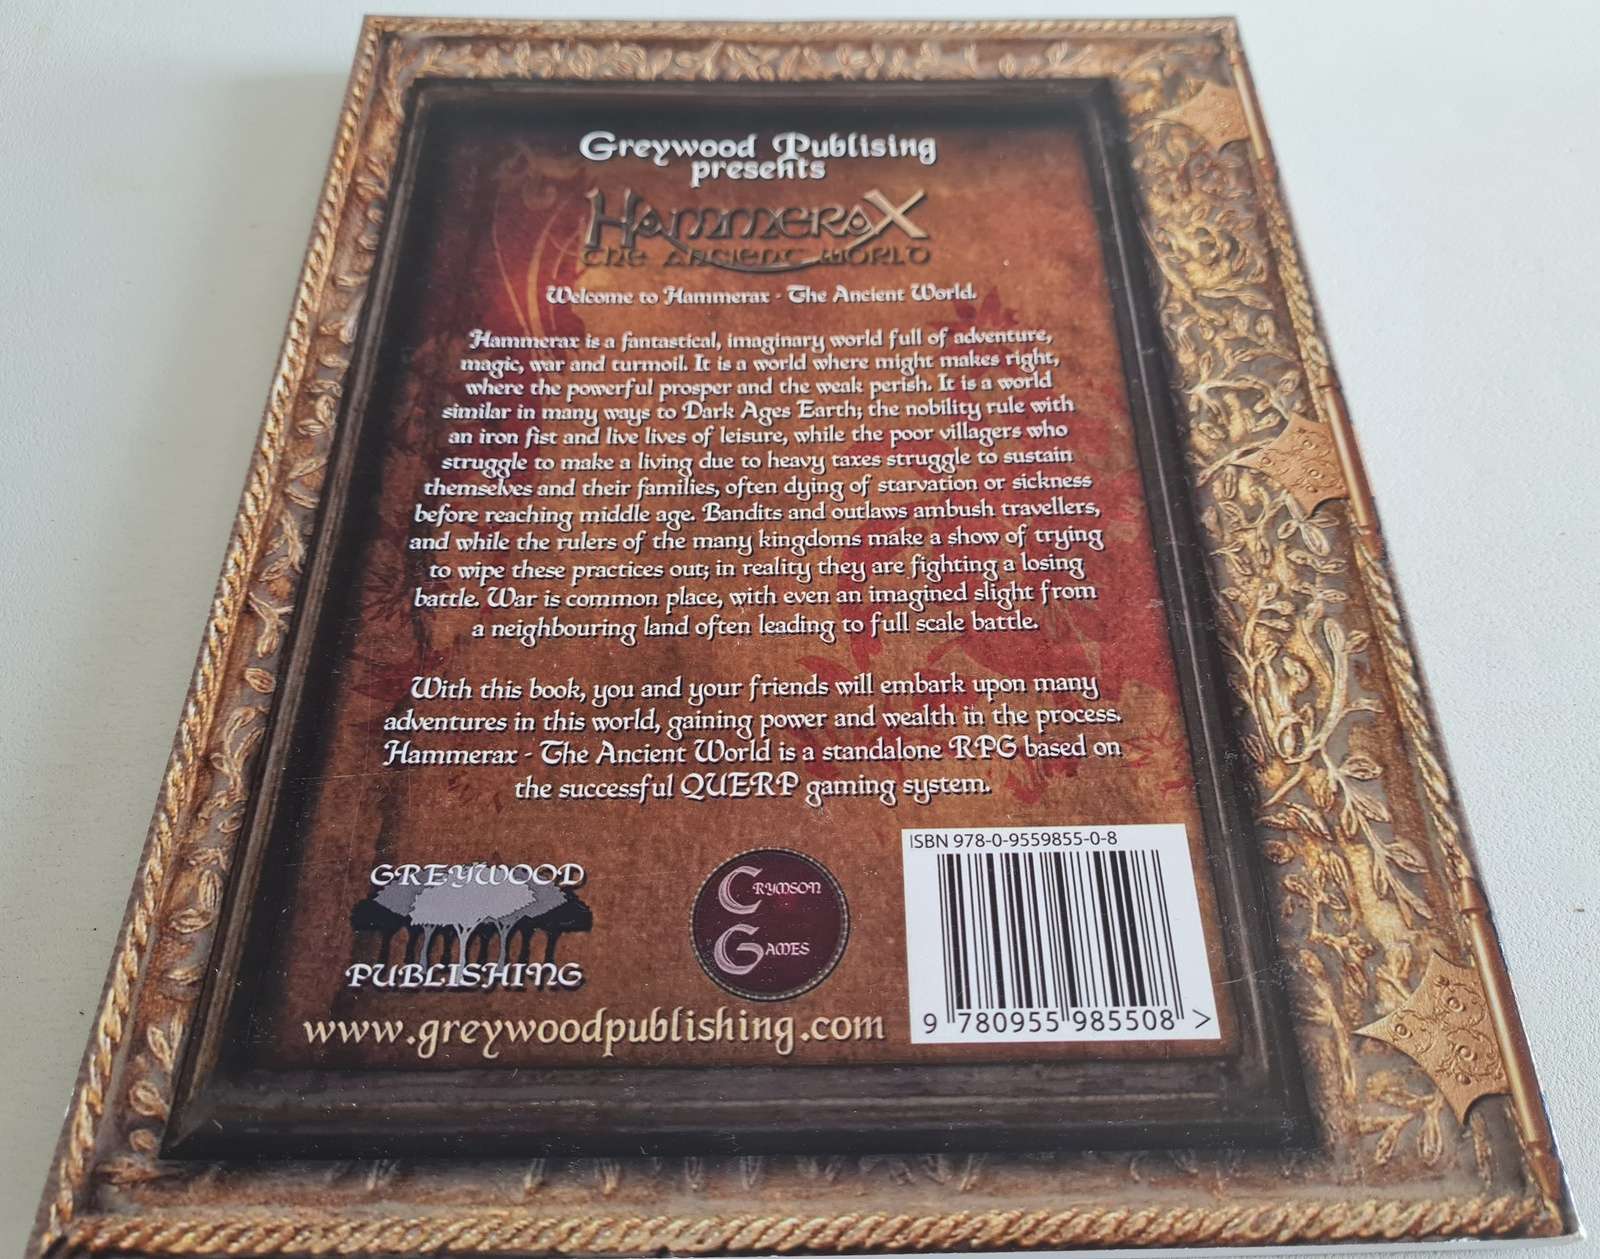 Greywood Publising
presents
HAMMERAX
THE ANCIENT WORLD
Welcome to Hammerax - The Ancient World.
Hammerax is a fantastical, imaginary world full of adventure,
magic, war and turmoil. It is a world where might makes right,
where the powerful prosper and the weak perish. It is a world
similar in many ways to Dark Ages Earth; the nobility rule with
an iron fist and live lives of leisure, while the poor villagers who
struggle to make a living due to heavy taxes struggle to sustain
themselves and their families, often dying of starvation or sickness
before reaching middle age. Bandits and outlaws ambush travellers,
and while the rulers of the many kingdoms make a show of trying
to wipe these practices out; in reality they are fighting a losing
battle. War is common place, with even an imagined slight from
a neighbouring land often leading to full scale battle.
With this book, you and your friends will embark upon many
adventures in this world, gaining power and wealth in the process.
Hammerax - The Ancient World is a standalone RPG based on
the successful QUERP gaming system.
GREYWOOD
PUBLISHING
CRYMSON
GAMES
www.greywoodpublishing.com
ISBN 978-0-9559855-0-8
9 780955 985508 >